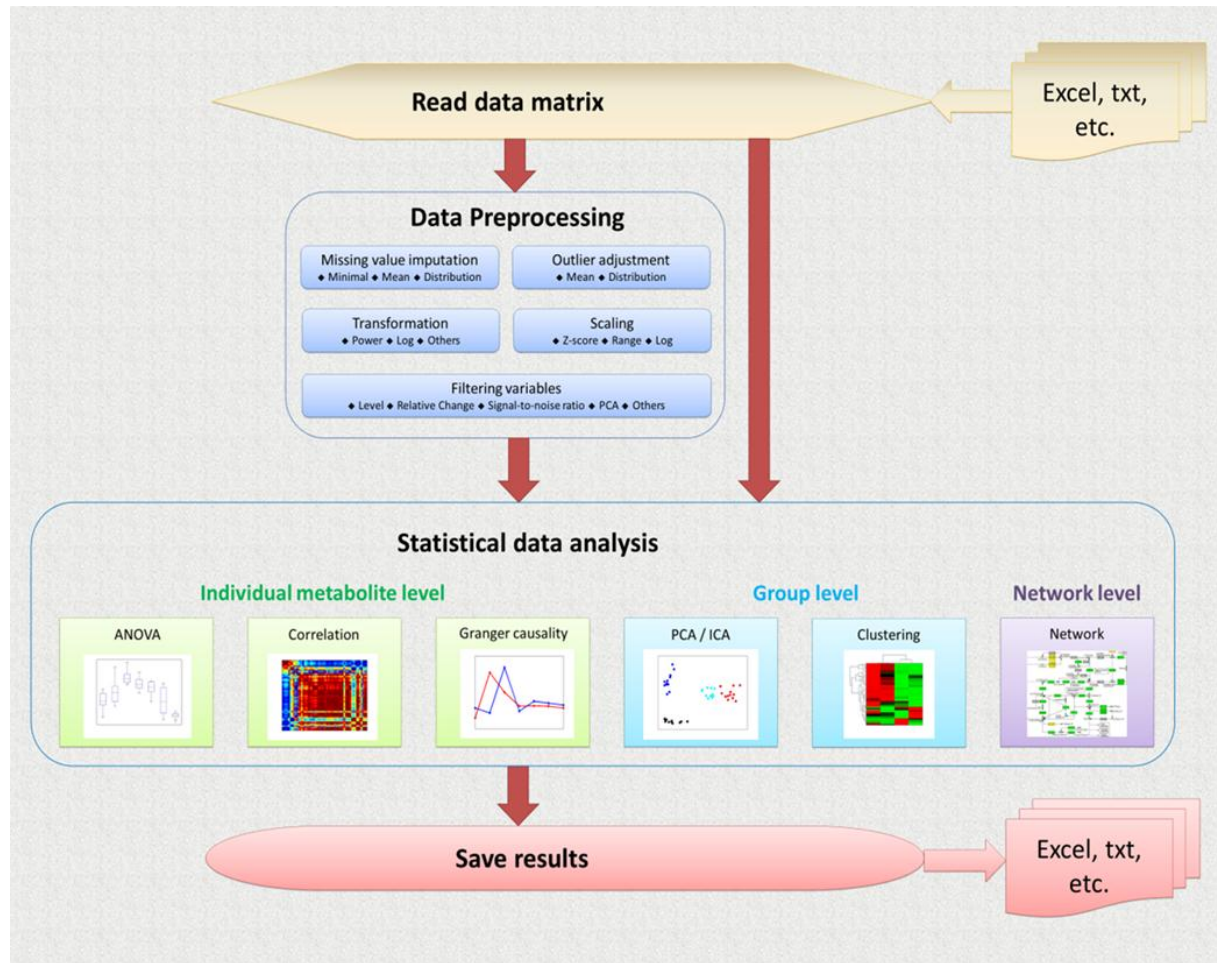 Read data matrix
Excel, txt,
etc.
Data Preprocessing
Missing value imputation
◆ Minimal ◆ Mean ◆ Distribution
Outlier adjustment
◆ Mean ◆ Distribution
Transformation
◆ Power ◆ Log ◆ Others
Scaling
◆ Z-score ◆ Range ◆ Log
Filtering variables
◆ Level ◆ Relative Change ◆ Signal-to-noise ratio ◆ PCA ◆ Others
Statistical data analysis
Individual metabolite level
Group level
Network level
ANOVA
Correlation
Granger causality
PCA / ICA
Clustering
Network
Save results
Excel, txt,
etc.